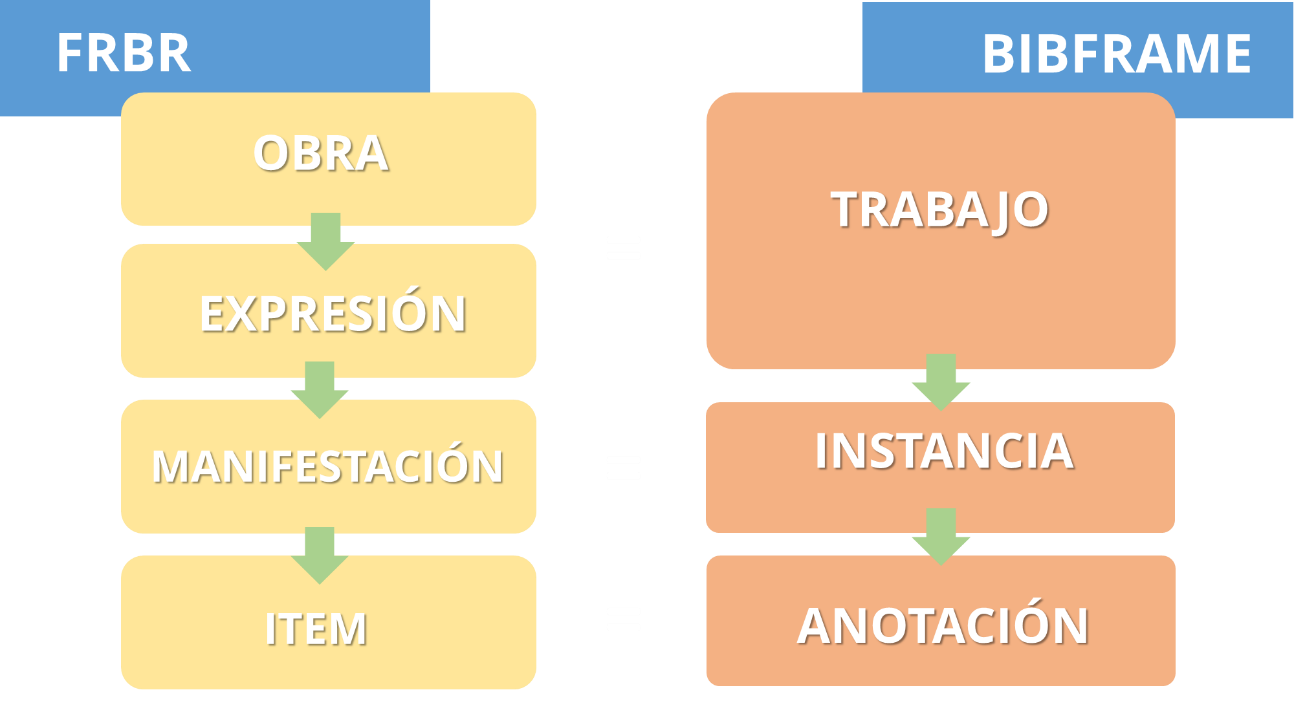 FRBR
OBRA
EXPRESIÓN
MANIFESTACIÓN
ITEM
BIBFRAME
TRABAJO
INSTANCIA
ANOTACIÓN